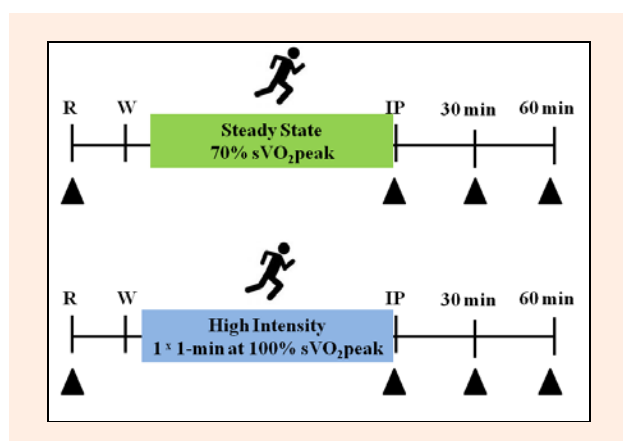 R W IP 30 min 60 min
Steady State
70% sVO₂peak
R W IP 30 min 60 min
High Intensity
1 ˣ 1-min at 100% sVO₂peak